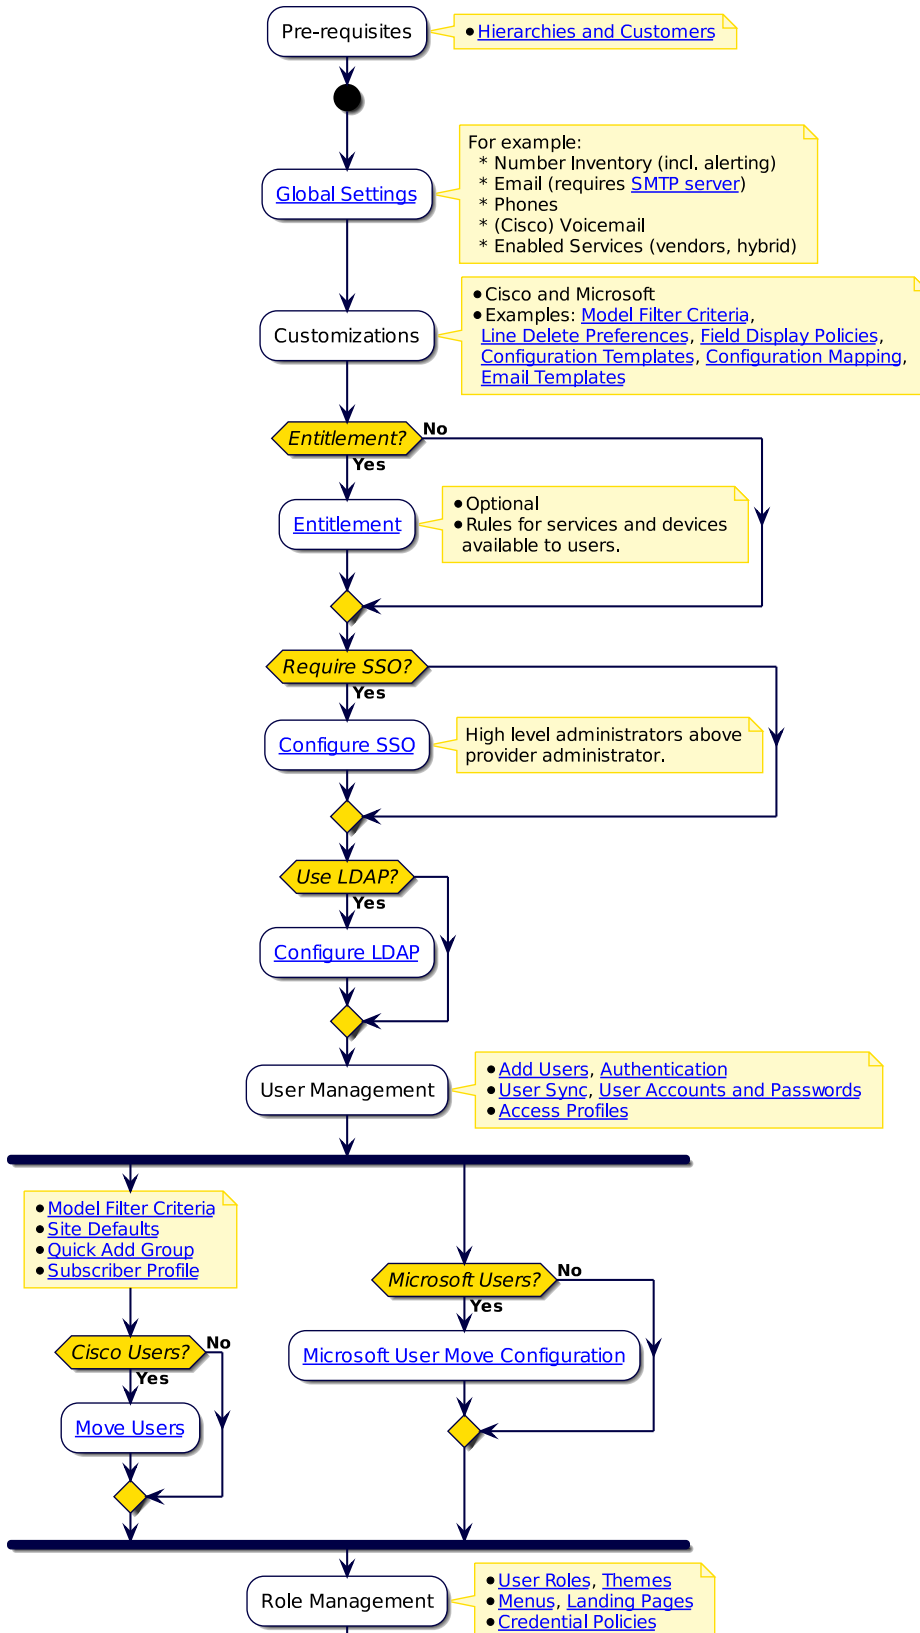 Pre-requisites
•Hierarchies and Customers
For example:
* Number Inventory (incl. alerting)
* Email (requires SMTP server)
* Phones
* (Cisco) Voicemail
* Enabled Services (vendors, hybrid)
Global Settings
•Cisco and Microsoft
•Examples: Model Filter Criteria,
Line Delete Preferences, Field Display Policies,
Configuration Templates, Configuration Mapping,
Email Templates
Customizations
Entitlement?
No
Yes
Entitlement
•Optional
•Rules for services and devices
available to users.
Require SSO?
Yes
Configure SSO
High level administrators above
provider administrator.
Use LDAP?
Yes
Configure LDAP
User Management
•Add Users, Authentication
•User Sync, User Accounts and Passwords
•Access Profiles
•Model Filter Criteria
•Site Defaults
•Quick Add Group
•Subscriber Profile
Cisco Users?
No
Yes
Move Users
Microsoft Users?
No
Yes
Microsoft User Move Configuration
Role Management
•User Roles, Themes
•Menus, Landing Pages
•Credential Policies